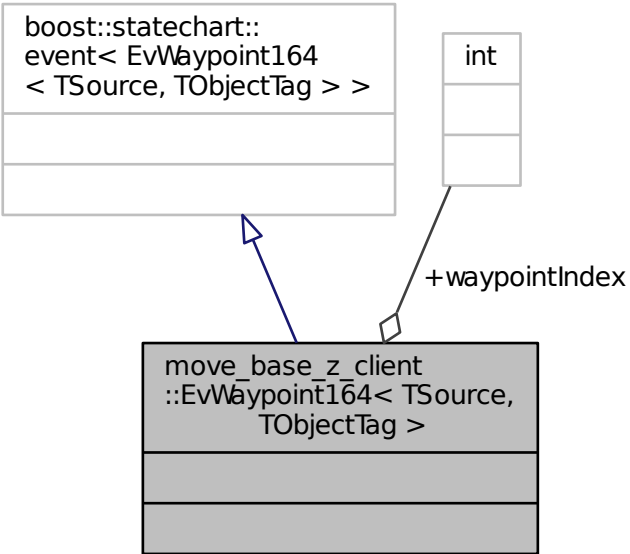 boost::statechart::
event< EvWaypoint164
< TSource, TObjectTag > >
int
+waypointIndex
move_base_z_client
::EvWaypoint164< TSource,
TObjectTag >